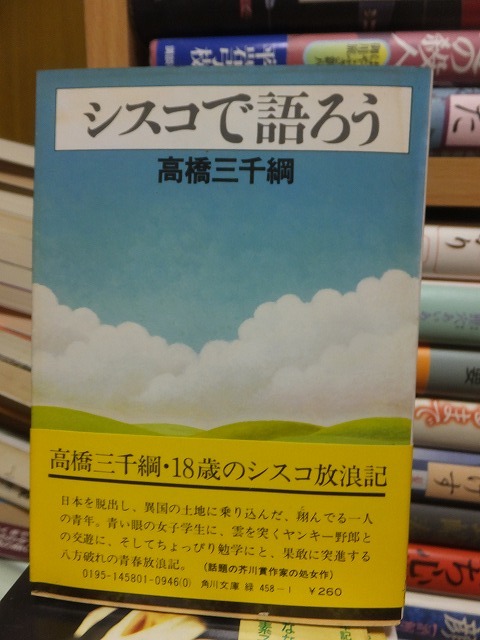 シスコで語ろう
高橋三千綱
高橋三千綱・18歳のシスコ放浪記
日本を脱出し、異国の土地に乗り込んだ、翔んでる一人
の青年。青い眼の女子学生に、雲を突くヤンキー野郎と
の交遊に、そしてちょっぴり勉学にと、果敢に突進する
八方破れの青春放浪記。(話題の芥川賞作家の処女作)
0195-145801-0946(0) 角川文庫 緑 458-1 ¥260